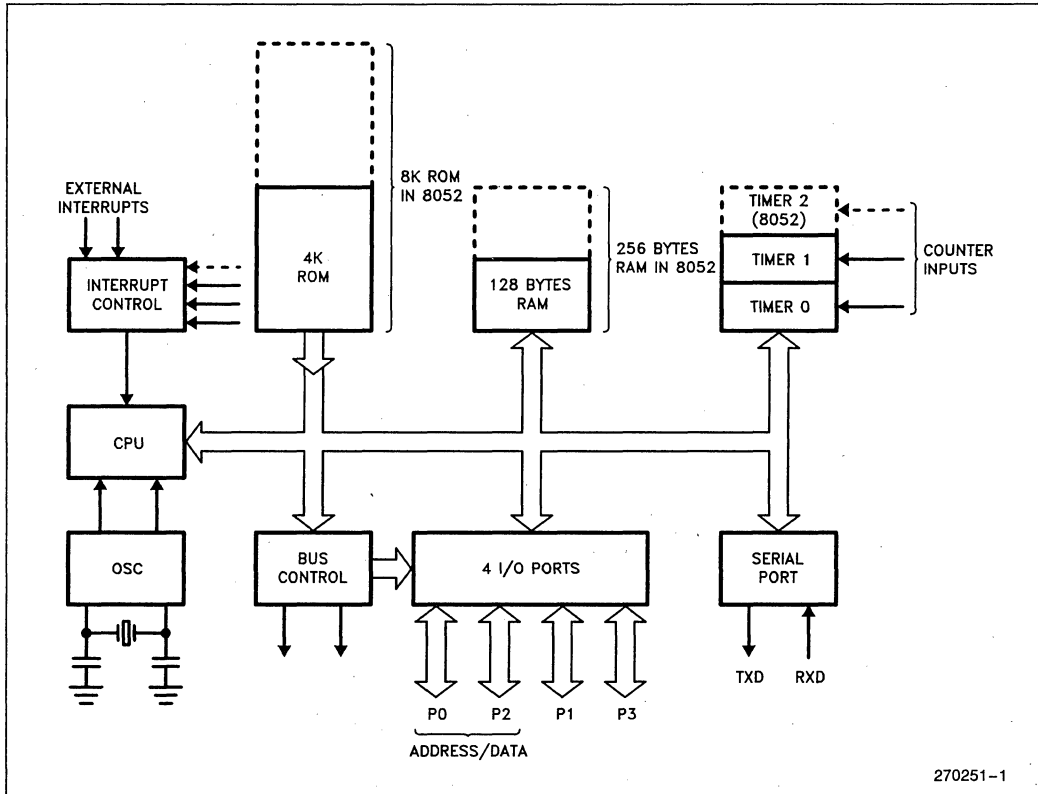 8K ROM
IN 8052
EXTERNAL
INTERRUPTS
INTERRUPT
CONTROL
4K
ROM
256 BYTES
RAM IN 8052
128 BYTES
RAM
TIMER 2
(8052)
TIMER 1
TIMER 0
COUNTER
INPUTS
CPU
OSC
BUS
CONTROL
4 I/O PORTS
SERIAL
PORT
TXD
RXD
P0
P2
P1
P3
ADDRESS/DATA
270251-1